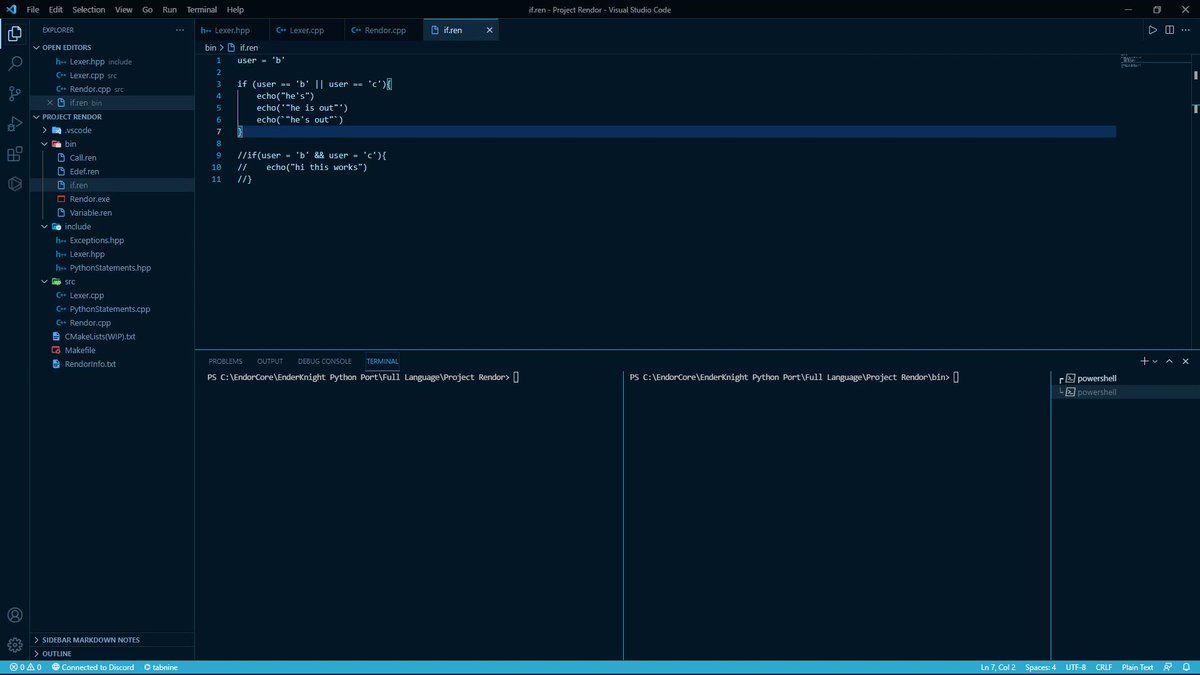 File Edit Selection View Go Run Terminal Help
if.ren - Project Rendor - Visual Studio Code
EXPLORER
OPEN EDITORS
Lexer.hpp include
Lexer.cpp src
Rendor.cpp src
if.ren bin
PROJECT RENDOR
.vscode
bin
Call.ren
Edef.ren
if.ren
Rendor.exe
Variable.ren
include
Exceptions.hpp
Lexer.hpp
PythonStatements.hpp
src
Lexer.cpp
PythonStatements.cpp
Rendor.cpp
CMakeLists(WIP).txt
Makefile
RendorInfo.txt
SIDEBAR MARKDOWN NOTES
OUTLINE
Lexer.hpp Lexer.cpp Rendor.cpp if.ren
bin > if.ren
1 user = 'b'
2
3 if (user == 'b' || user == 'c'){
4     echo("he's")
5     echo('"he is out"')
6     echo(`"he's out"`)
7 }
8
9 //if(user = 'b' && user = 'c'){
10 //    echo("hi this works")
11 //}
PROBLEMS OUTPUT DEBUG CONSOLE TERMINAL
PS C:\EndorCore\EnderKnight Python Port\Full Language\Project Rendor>
PS C:\EndorCore\EnderKnight Python Port\Full Language\Project Rendor\bin>
powershell
powershell
0 0 Connected to Discord tabnine
Ln 7, Col 2 Spaces: 4 UTF-8 CRLF Plain Text